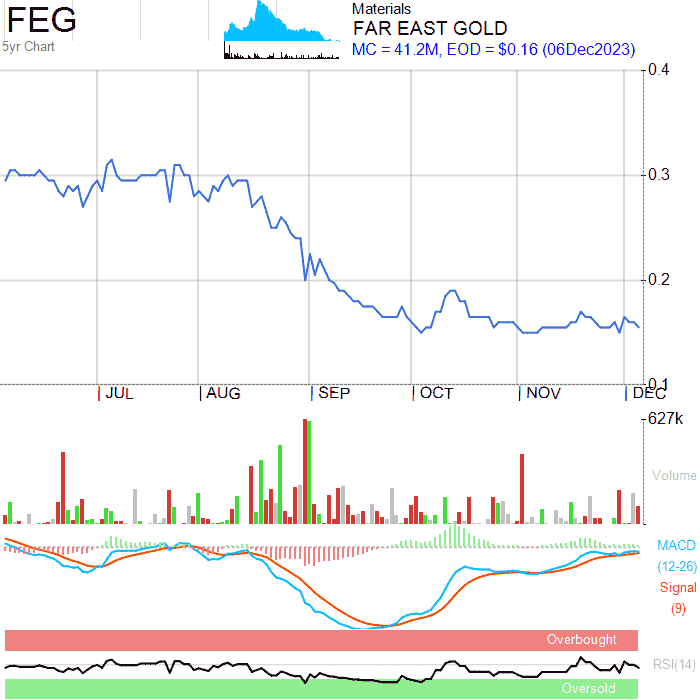 FEG
5yr Chart
Materials
FAR EAST GOLD
MC = 41.2M, EOD = $0.16 (06Dec2023)
0.4
0.3
0.2
0.1
JUL
AUG
SEP
OCT
NOV
DEC
627k
Volume
MACD
(12-26)
Signal
(9)
Overbought
RSI(14)
Oversold